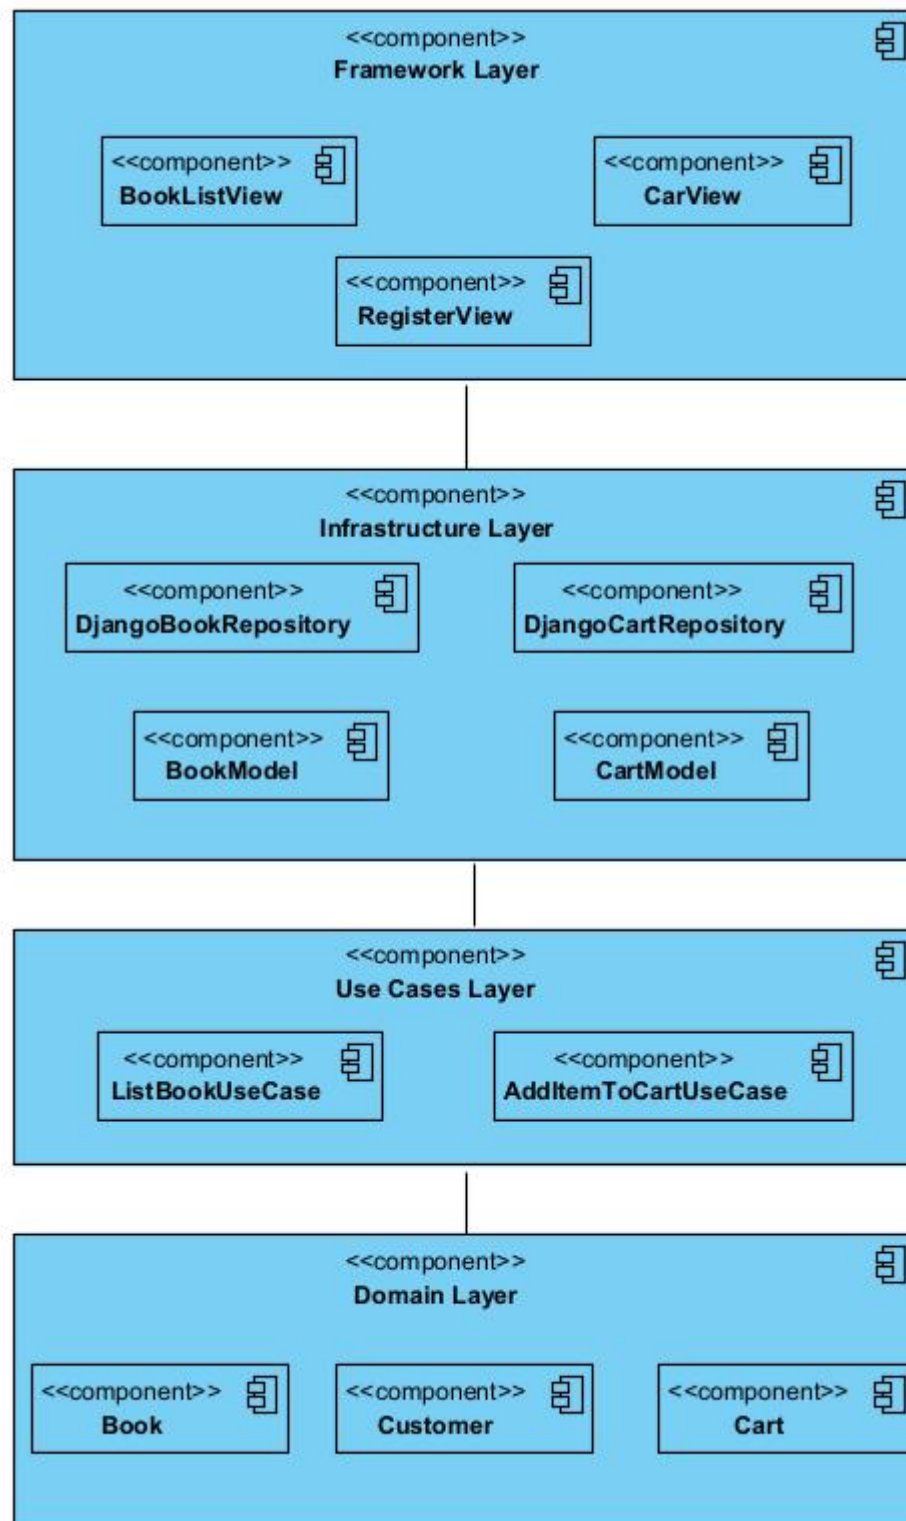 <<component>>
Framework Layer
<<component>>
BookListView
<<component>>
CarView
<<component>>
RegisterView
<<component>>
Infrastructure Layer
<<component>>
DjangoBookRepository
<<component>>
DjangoCartRepository
<<component>>
BookModel
<<component>>
CartModel
<<component>>
Use Cases Layer
<<component>>
ListBookUseCase
<<component>>
AddItemToCartUseCase
<<component>>
Domain Layer
<<component>>
Book
<<component>>
Customer
<<component>>
Cart